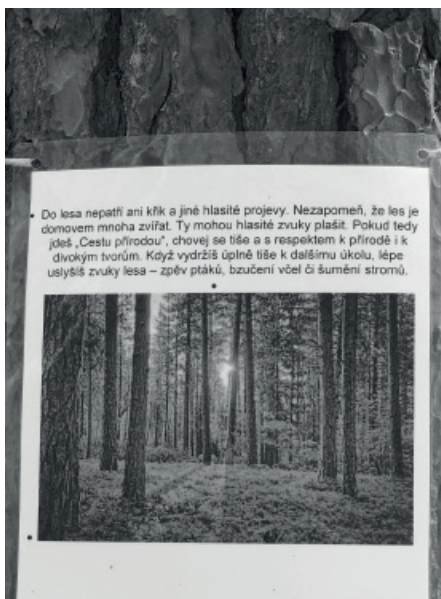 Do lesa nepatří ani křik a jiné hlasité projevy. Nezapomeň, že les je
domovem mnoha zvířat. Ty mohou hlasité zvuky plašit. Pokud tedy
jdeš „Cestu přírodou“, chovej se tiše a s respektem k přírodě i k
divokým tvorům. Když vydržíš úplně tiše k dalšímu úkolu, lépe
uslyšíš zvuky lesa – zpěv ptáků, bzučení včel či šumění stromů.